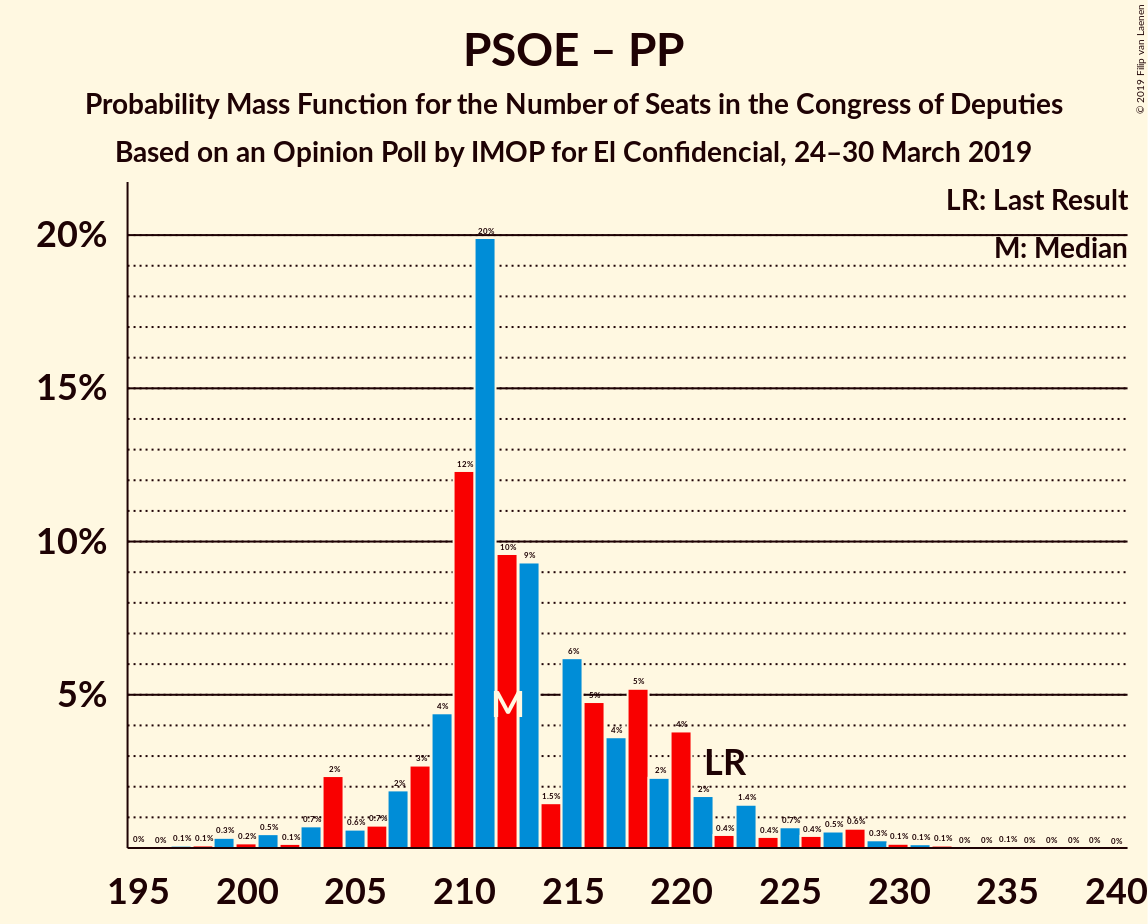 PSOE – PP
Probability Mass Function for the Number of Seats in the Congress of Deputies
Based on an Opinion Poll by IMOP for El Confidencial, 24–30 March 2019
© 2019 Filip van Laenen
LR: Last Result
M: Median
20%
15%
10%
5%
0% 0% 0.1% 0.1% 0.3% 0.2% 0.5% 0.1% 0.7% 2% 0.6% 0.7% 2% 3% 4% 12% 20% 10% 9% 1.5% 6% 5% 4% 5% 2% 4% 2% 0.4% 1.4% 0.4% 0.7% 0.4% 0.5% 0.6% 0.3% 0.1% 0.1% 0.1% 0% 0% 0.1% 0% 0% 0% 0% 0%
M
LR
195 200 205 210 215 220 225 230 235 240